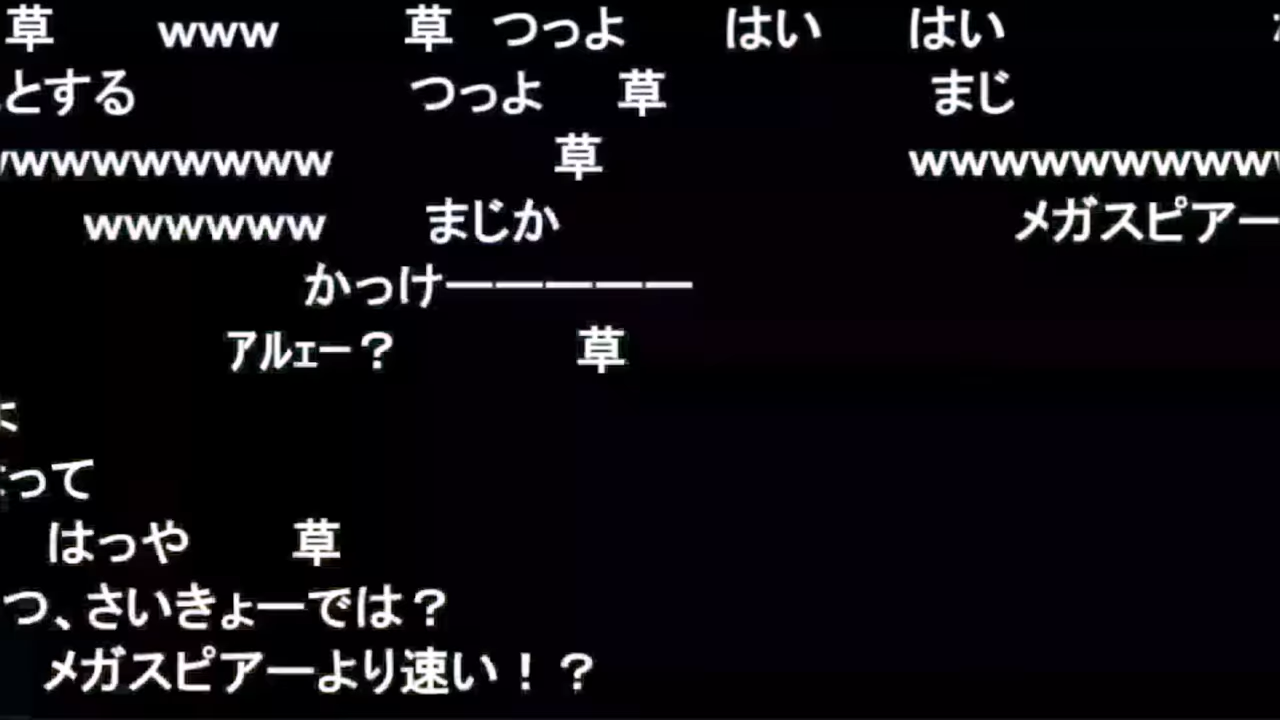 草 www 草 つっよ はい はい
とする つっよ 草 まじ
wwwwwwwww 草 wwwwwwwwww
wwwwww まじか メガスピアー
かっけーーーーー
ｱﾙｪｰ？ 草
って
はっや 草
つ、さいきょーでは？
メガスピアーより速い！？